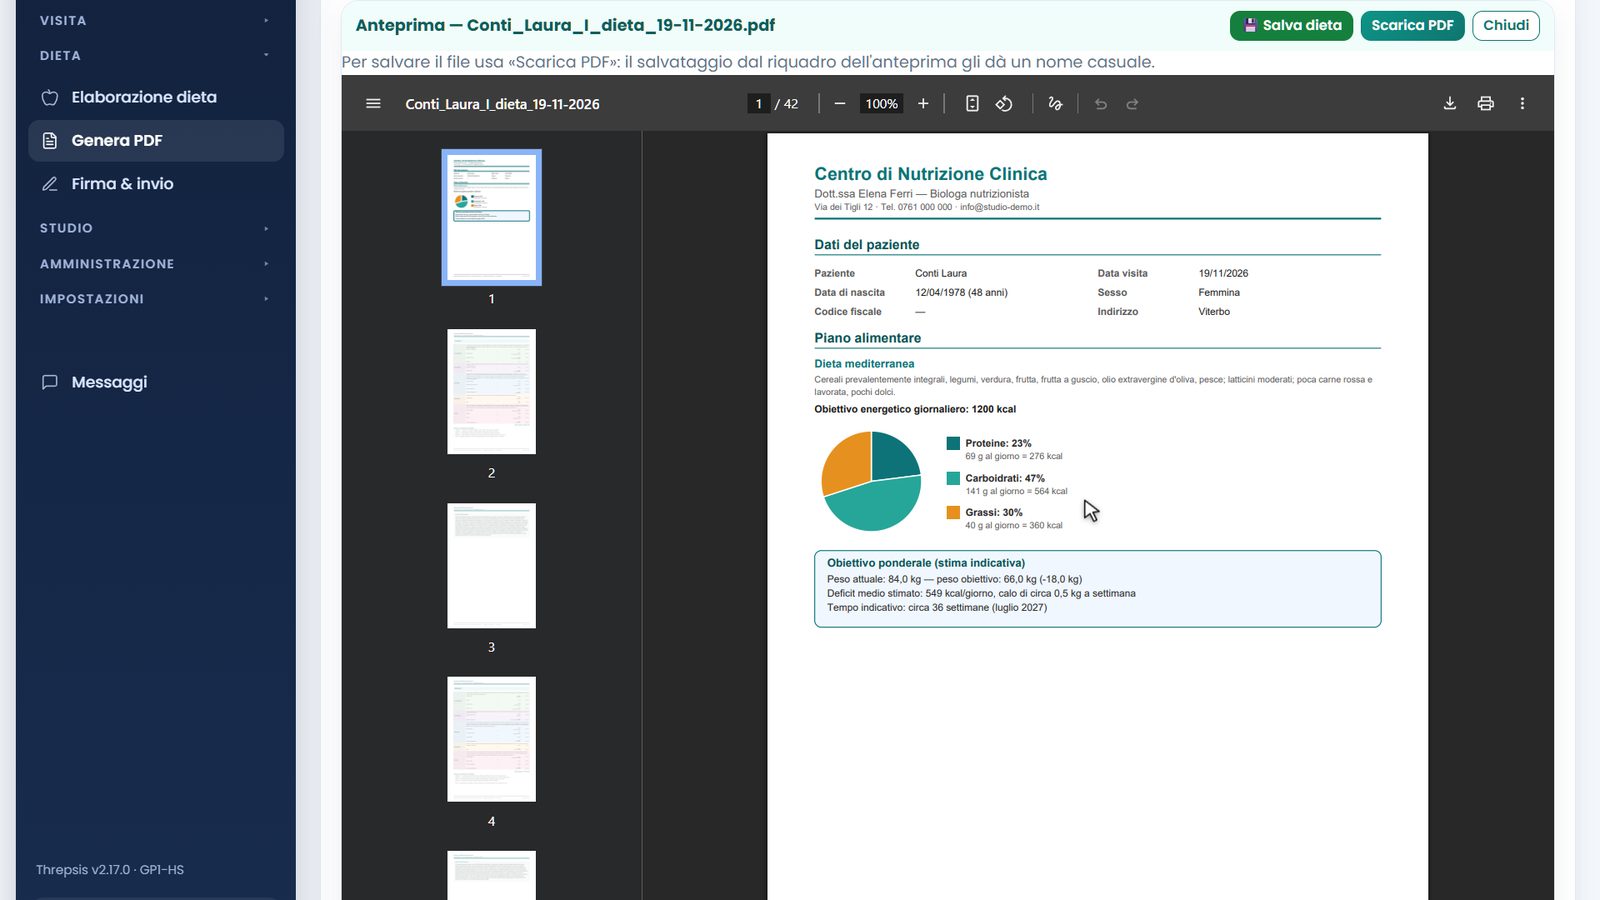 VISITA
DIETA
Elaborazione dieta
Genera PDF
Firma & invio
STUDIO
AMMINISTRAZIONE
IMPOSTAZIONI
Messaggi
Threpsis v2.17.0 · GP1-HS
Anteprima — Conti_Laura_I_dieta_19-11-2026.pdf
💾 Salva dieta
Scarica PDF
Chiudi
Per salvare il file usa «Scarica PDF»: il salvataggio dal riquadro dell'anteprima gli dà un nome casuale.
Conti_Laura_I_dieta_19-11-2026
1 / 42
100%
1
2
3
4
Centro di Nutrizione Clinica
Dott.ssa Elena Ferri — Biologa nutrizionista
Via dei Tigli 12 · Tel. 0761 000 000 · info@studio-demo.it
Dati del paziente
Paziente Conti Laura Data visita 19/11/2026
Data di nascita 12/04/1978 (48 anni) Sesso Femmina
Codice fiscale — Indirizzo Viterbo
Piano alimentare
Dieta mediterranea
Cereali prevalentemente integrali, legumi, verdura, frutta, frutta a guscio, olio extravergine d'oliva, pesce; latticini moderati; poca carne rossa e
lavorata, pochi dolci.
Obiettivo energetico giornaliero: 1200 kcal
Proteine: 23%
69 g al giorno = 276 kcal
Carboidrati: 47%
141 g al giorno = 564 kcal
Grassi: 30%
40 g al giorno = 360 kcal
Obiettivo ponderale (stima indicativa)
Peso attuale: 84,0 kg — peso obiettivo: 66,0 kg (-18,0 kg)
Deficit medio stimato: 549 kcal/giorno, calo di circa 0,5 kg a settimana
Tempo indicativo: circa 36 settimane (luglio 2027)